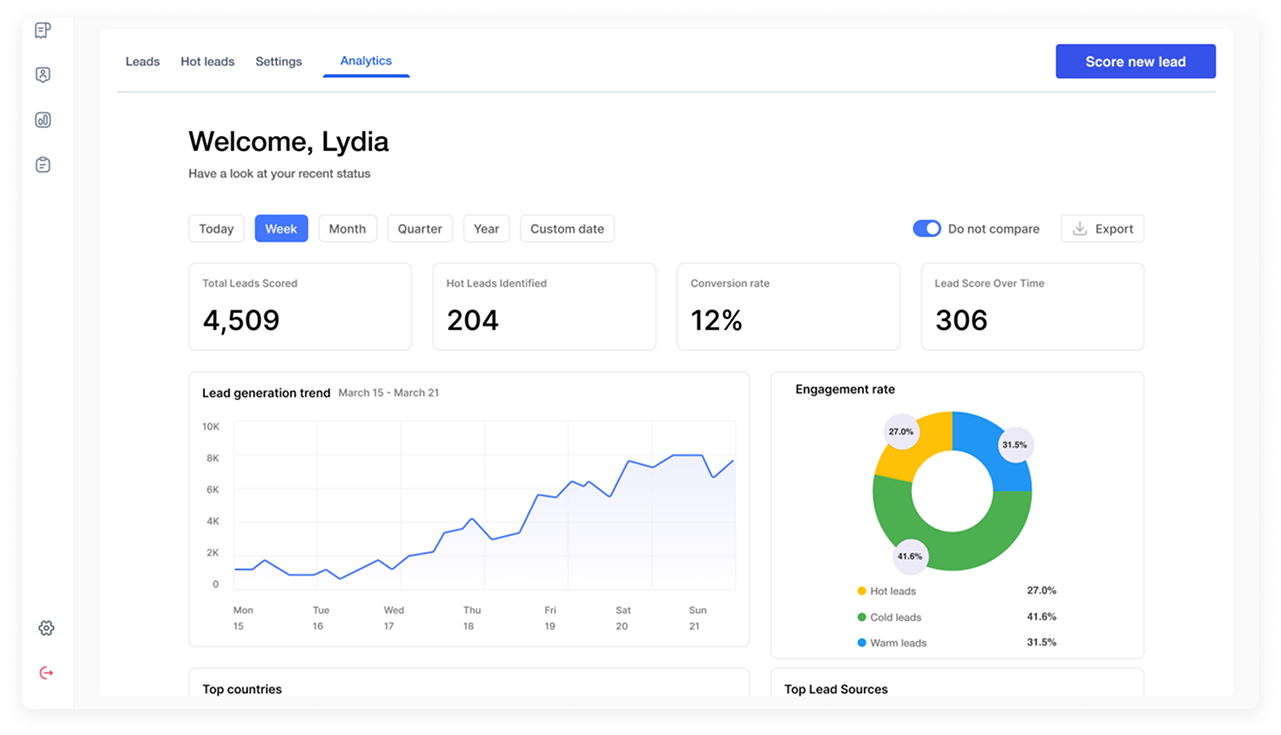 Leads Hot leads Settings Analytics Score new lead
Welcome, Lydia
Have a look at your recent status
Today Week Month Quarter Year Custom date Do not compare Export
Total Leads Scored
4,509
Hot Leads Identified
204
Conversion rate
12%
Lead Score Over Time
306
Lead generation trend March 15 - March 21
10K
8K
6K
4K
2K
0
Mon Tue Wed Thu Fri Sat Sun
15 16 17 18 19 20 21
Engagement rate
27.0%
31.5%
41.6%
Hot leads 27.0%
Cold leads 41.6%
Warm leads 31.5%
Top countries
Top Lead Sources